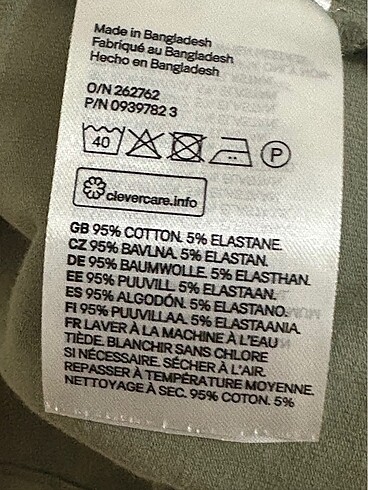 Made in Bangladesh
Fabriqué au Bangladesh
Hecho en Bangladesh
O/N 262762
P/N 0939782 3
40
P
clevercare.info
GB 95% COTTON. 5% ELASTANE.
CZ 95% BAVLNA. 5% ELASTAN.
DE 95% BAUMWOLLE. 5% ELASTHAN.
EE 95% PUUVILL. 5% ELASTAAN.
ES 95% ALGODÓN. 5% ELASTANO.
FI 95% PUUVILLAA. 5% ELASTAANIA.
FR LAVER À LA MACHINE À L'EAU
TIÈDE. BLANCHIR SANS CHLORE
SI NÉCESSAIRE. SÉCHER À L'AIR.
REPASSER À TEMPÉRATURE MOYENNE.
NETTOYAGE À SEC. 95% COTON. 5%